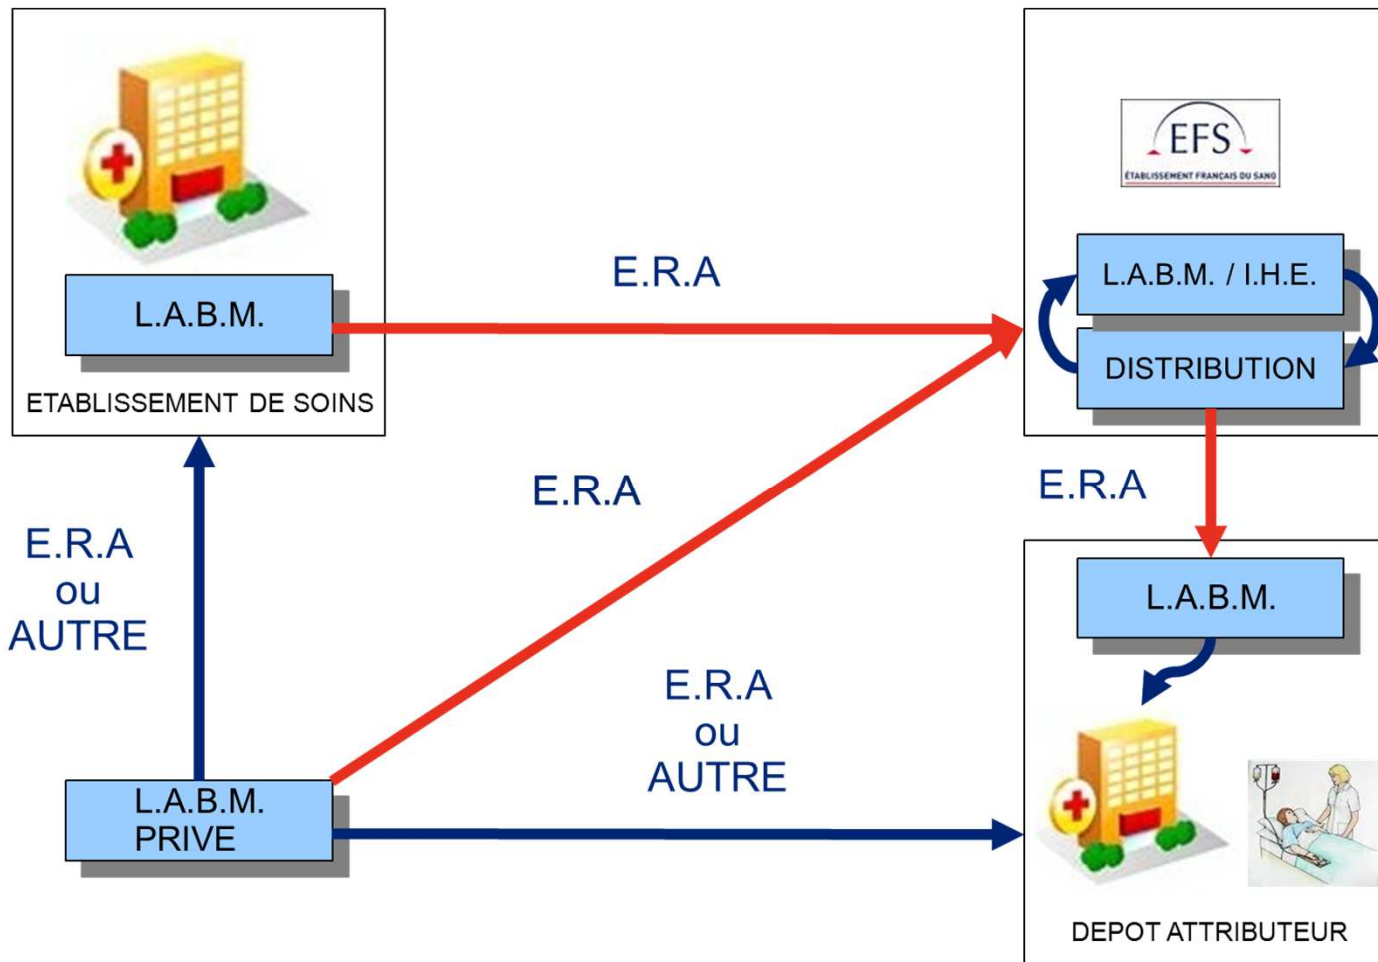 EFS
ÉTABLISSEMENT FRANÇAIS DU SANG
L.A.B.M.
ETABLISSEMENT DE SOINS
E.R.A
L.A.B.M. / I.H.E.
DISTRIBUTION
E.R.A
E.R.A
E.R.A
ou
AUTRE
L.A.B.M.
E.R.A
ou
AUTRE
L.A.B.M.
PRIVE
DEPOT ATTRIBUTEUR